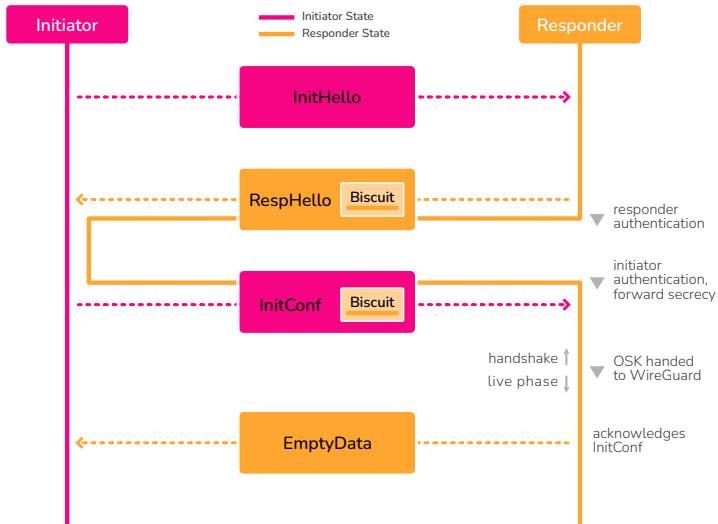 Initiator
Initiator State
Responder State
Responder
InitHello
RespHello
Biscuit
responder
authentication
initiator
authentication,
forward secrecy
InitConf
Biscuit
handshake
live phase
OSK handed
to WireGuard
EmptyData
acknowledges
InitConf